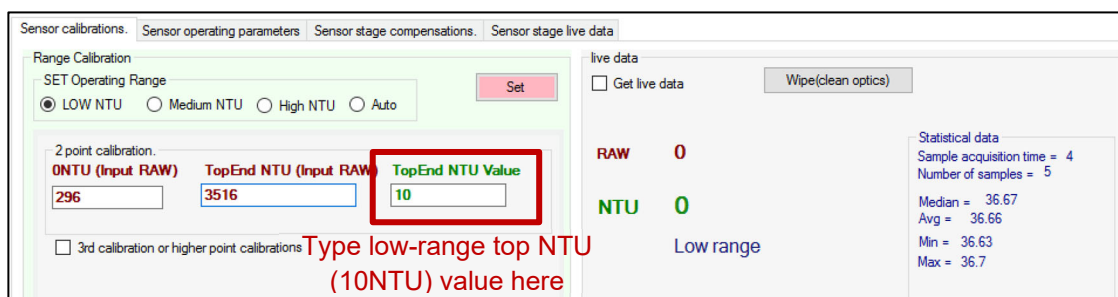 Sensor calibrations. Sensor operating parameters Sensor stage compensations. Sensor stage live data
Range Calibration
SET Operating Range
LOW NTU Medium NTU High NTU Auto
Set
2 point calibration.
0NTU (Input RAW) TopEnd NTU (Input RAW) TopEnd NTU Value
296 3516 10
3rd calibration or higher point calibrations
Type low-range top NTU
(10NTU) value here
live data
Get live data Wipe(clean optics)
RAW 0
NTU 0
Low range
Statistical data
Sample acquisition time = 4
Number of samples = 5
Median = 36.67
Avg = 36.66
Min = 36.63
Max = 36.7